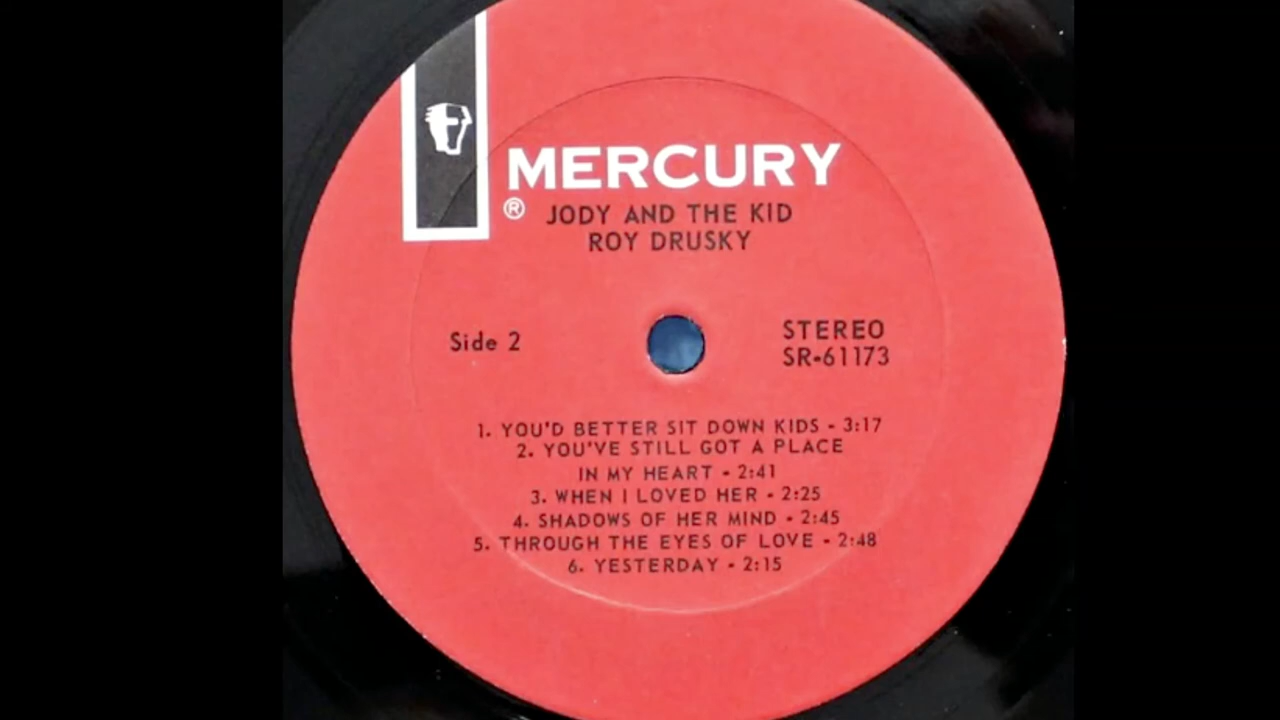 MERCURY
®
JODY AND THE KID
ROY DRUSKY
Side 2
STEREO
SR-61173
1. YOU'D BETTER SIT DOWN KIDS - 3:17
2. YOU'VE STILL GOT A PLACE
IN MY HEART - 2:41
3. WHEN I LOVED HER - 2:25
4. SHADOWS OF HER MIND - 2:45
5. THROUGH THE EYES OF LOVE - 2:48
6. YESTERDAY - 2:15